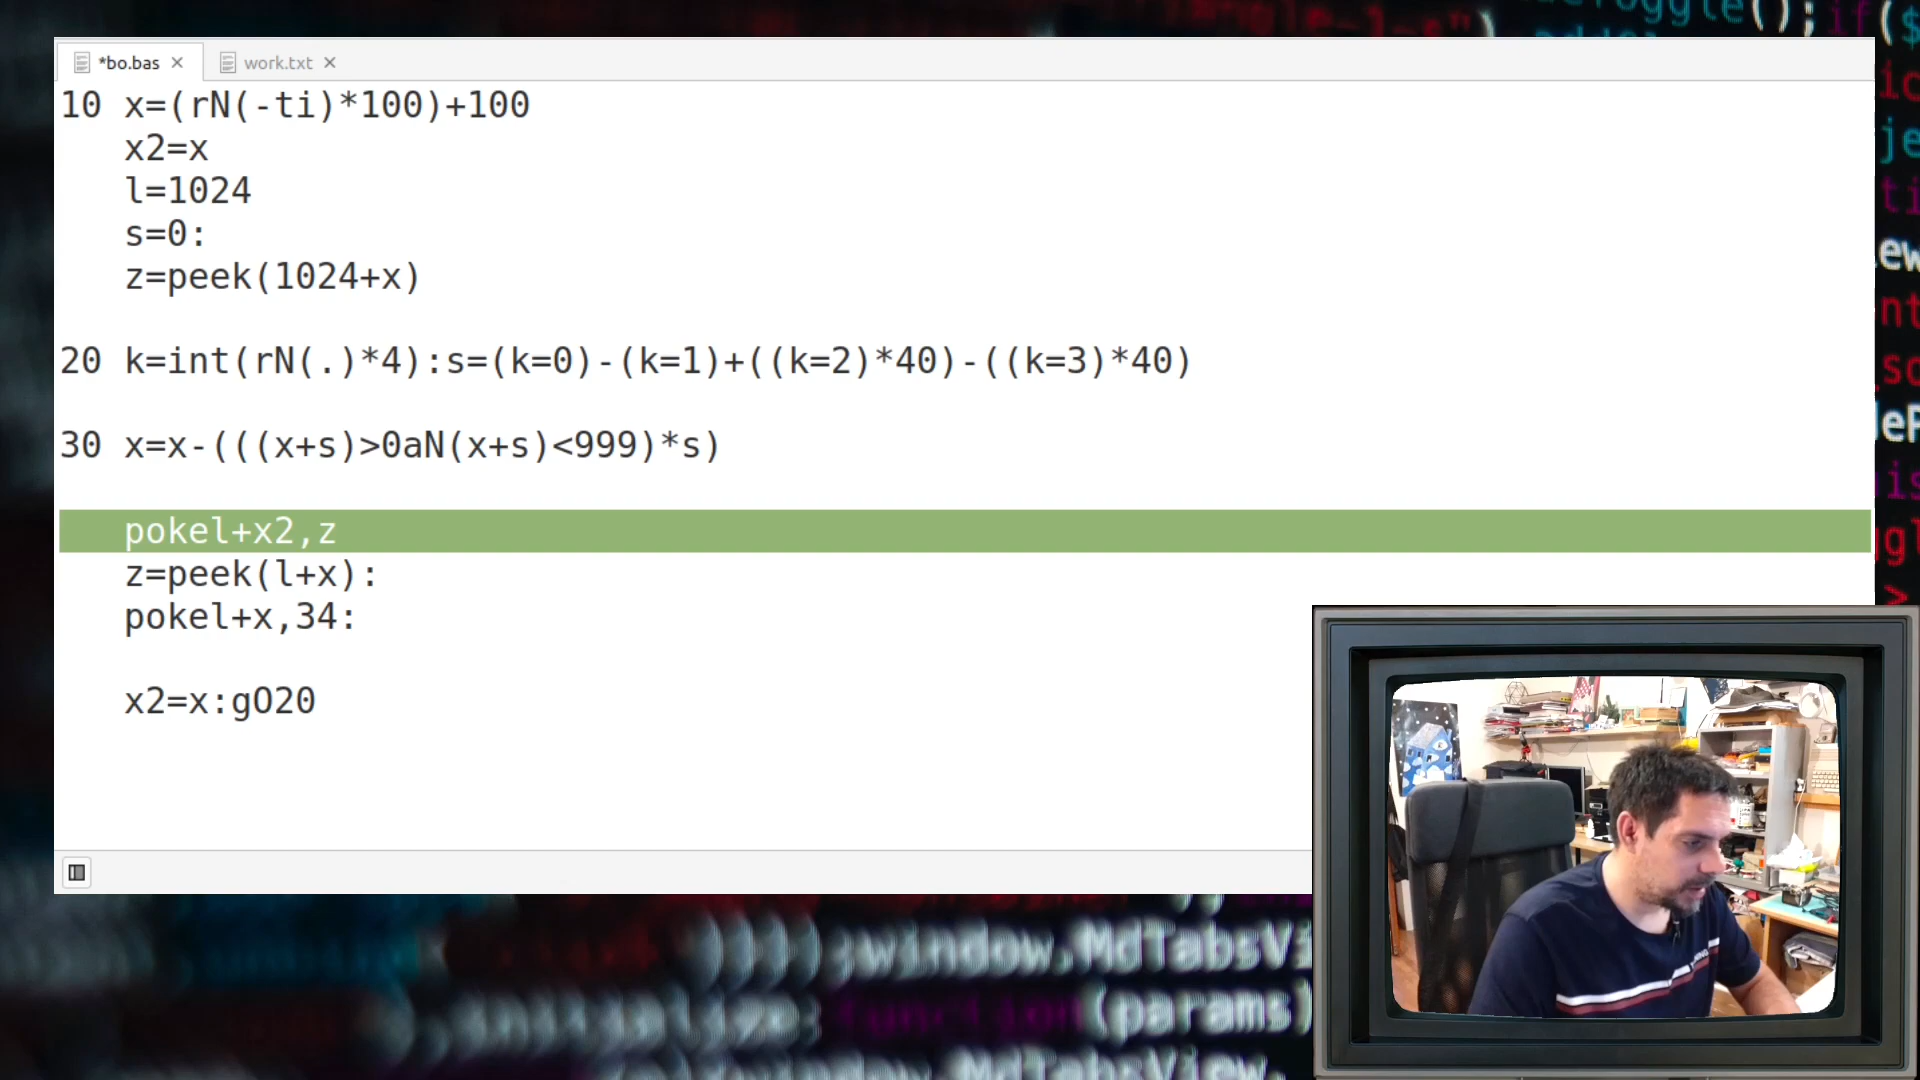 *bo.bas
work.txt
10 x=(rN(-ti)*100)+100
x2=x
l=1024
s=0:
z=peek(1024+x)
20 k=int(rN(.)*4):s=(k=0)-(k=1)+((k=2)*40)-((k=3)*40)
30 x=x-(((x+s)>0aN(x+s)<999)*s)
pokel+x2,z
z=peek(l+x):
pokel+x,34:
x2=x:gO20
window.MdTabsVi
(params)